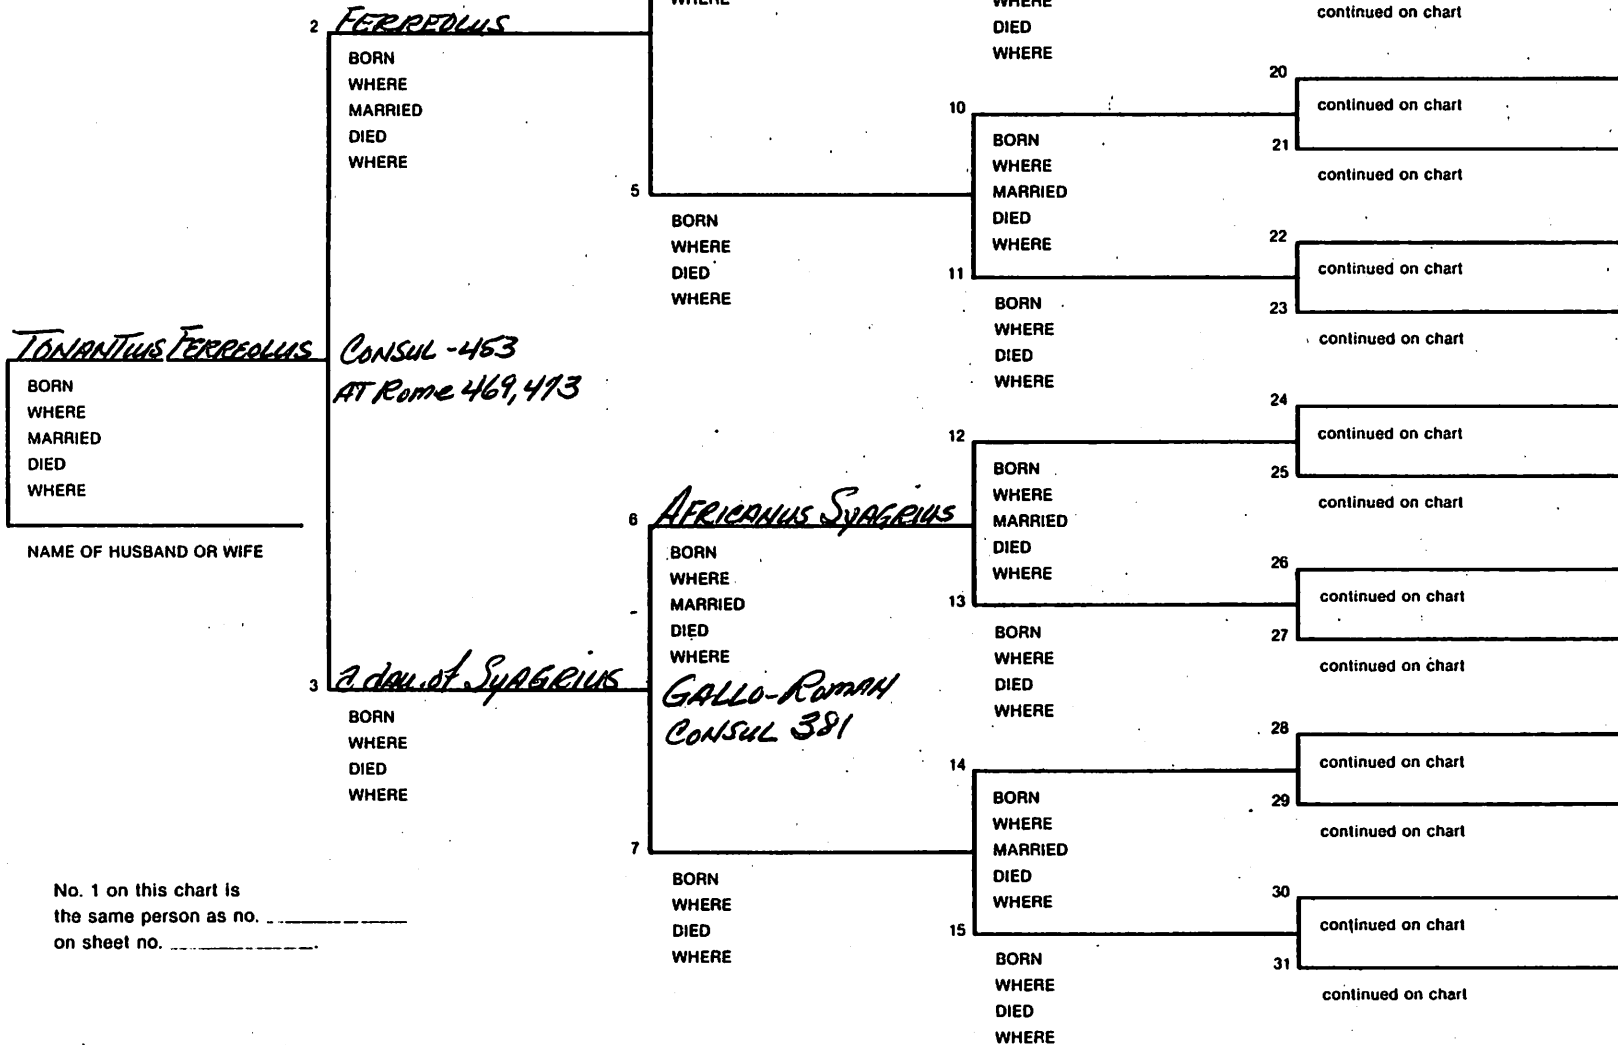 WHERE
WHERE
continued on chart
2 FERREOLUS
DIED
WHERE
BORN
WHERE
MARRIED
DIED
WHERE
20
continued on chart
21
continued on chart
10
BORN
WHERE
MARRIED
DIED
WHERE
5
BORN
WHERE
DIED
WHERE
22
continued on chart
23
continued on chart
11
BORN
WHERE
DIED
WHERE
TONANTIUS FERREOLUS
CONSUL - 453
AT Rome 469, 473
BORN
WHERE
MARRIED
DIED
WHERE
NAME OF HUSBAND OR WIFE
24
continued on chart
25
continued on chart
12
BORN
WHERE
MARRIED
DIED
WHERE
6 AFRICANUS SYAGRIUS
BORN
WHERE
MARRIED
DIED
WHERE
GALLO-ROMAN
CONSUL 381
26
continued on chart
27
continued on chart
13
BORN
WHERE
DIED
WHERE
3 a dau. of SYAGRIUS
BORN
WHERE
DIED
WHERE
28
continued on chart
29
continued on chart
14
BORN
WHERE
MARRIED
DIED
WHERE
7
BORN
WHERE
DIED
WHERE
30
continued on chart
31
continued on chart
15
BORN
WHERE
DIED
WHERE
No. 1 on this chart is
the same person as no.
on sheet no.